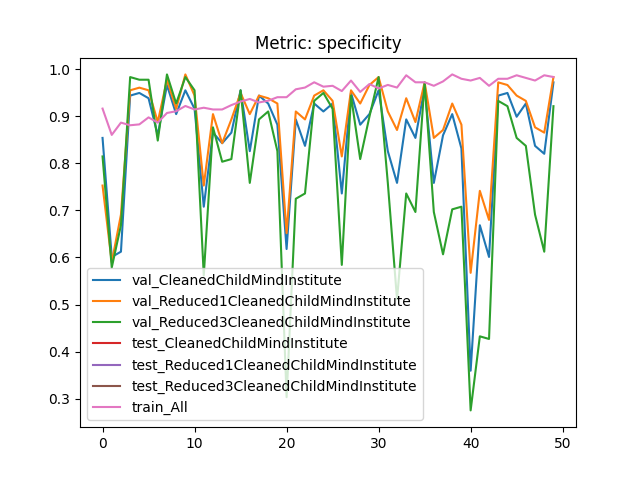 Metric: specificity
1.0
0.9
0.8
0.7
0.6
0.5
0.4
0.3
val_CleanedChildMindInstitute
val_Reduced1CleanedChildMindInstitute
val_Reduced3CleanedChildMindInstitute
test_CleanedChildMindInstitute
test_Reduced1CleanedChildMindInstitute
test_Reduced3CleanedChildMindInstitute
train_All
0 10 20 30 40 50